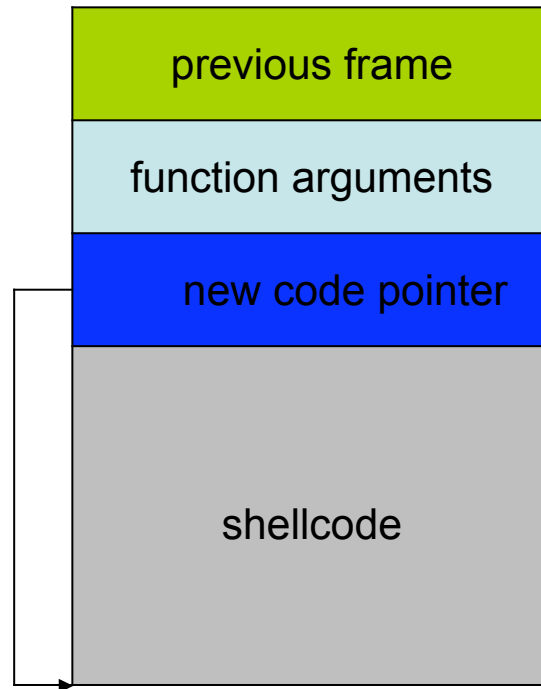 previous frame
function arguments
new code pointer
shellcode